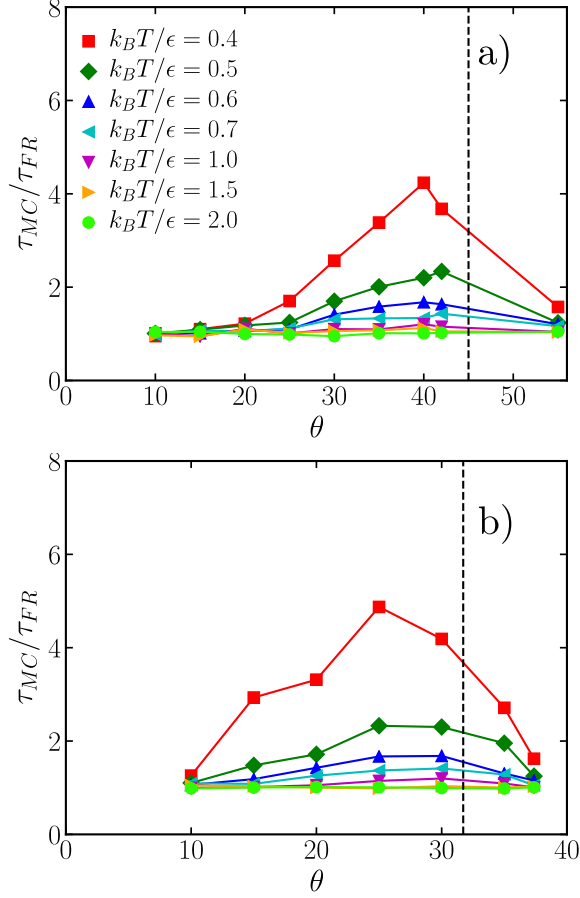 8
6
4
2
0
τ_MC/τ_FR
k_BT/ϵ = 0.4
k_BT/ϵ = 0.5
k_BT/ϵ = 0.6
k_BT/ϵ = 0.7
k_BT/ϵ = 1.0
k_BT/ϵ = 1.5
k_BT/ϵ = 2.0
a)
0 10 20 30 40 50
θ
8
6
4
2
0
τ_MC/τ_FR
b)
0 10 20 30 40
θ